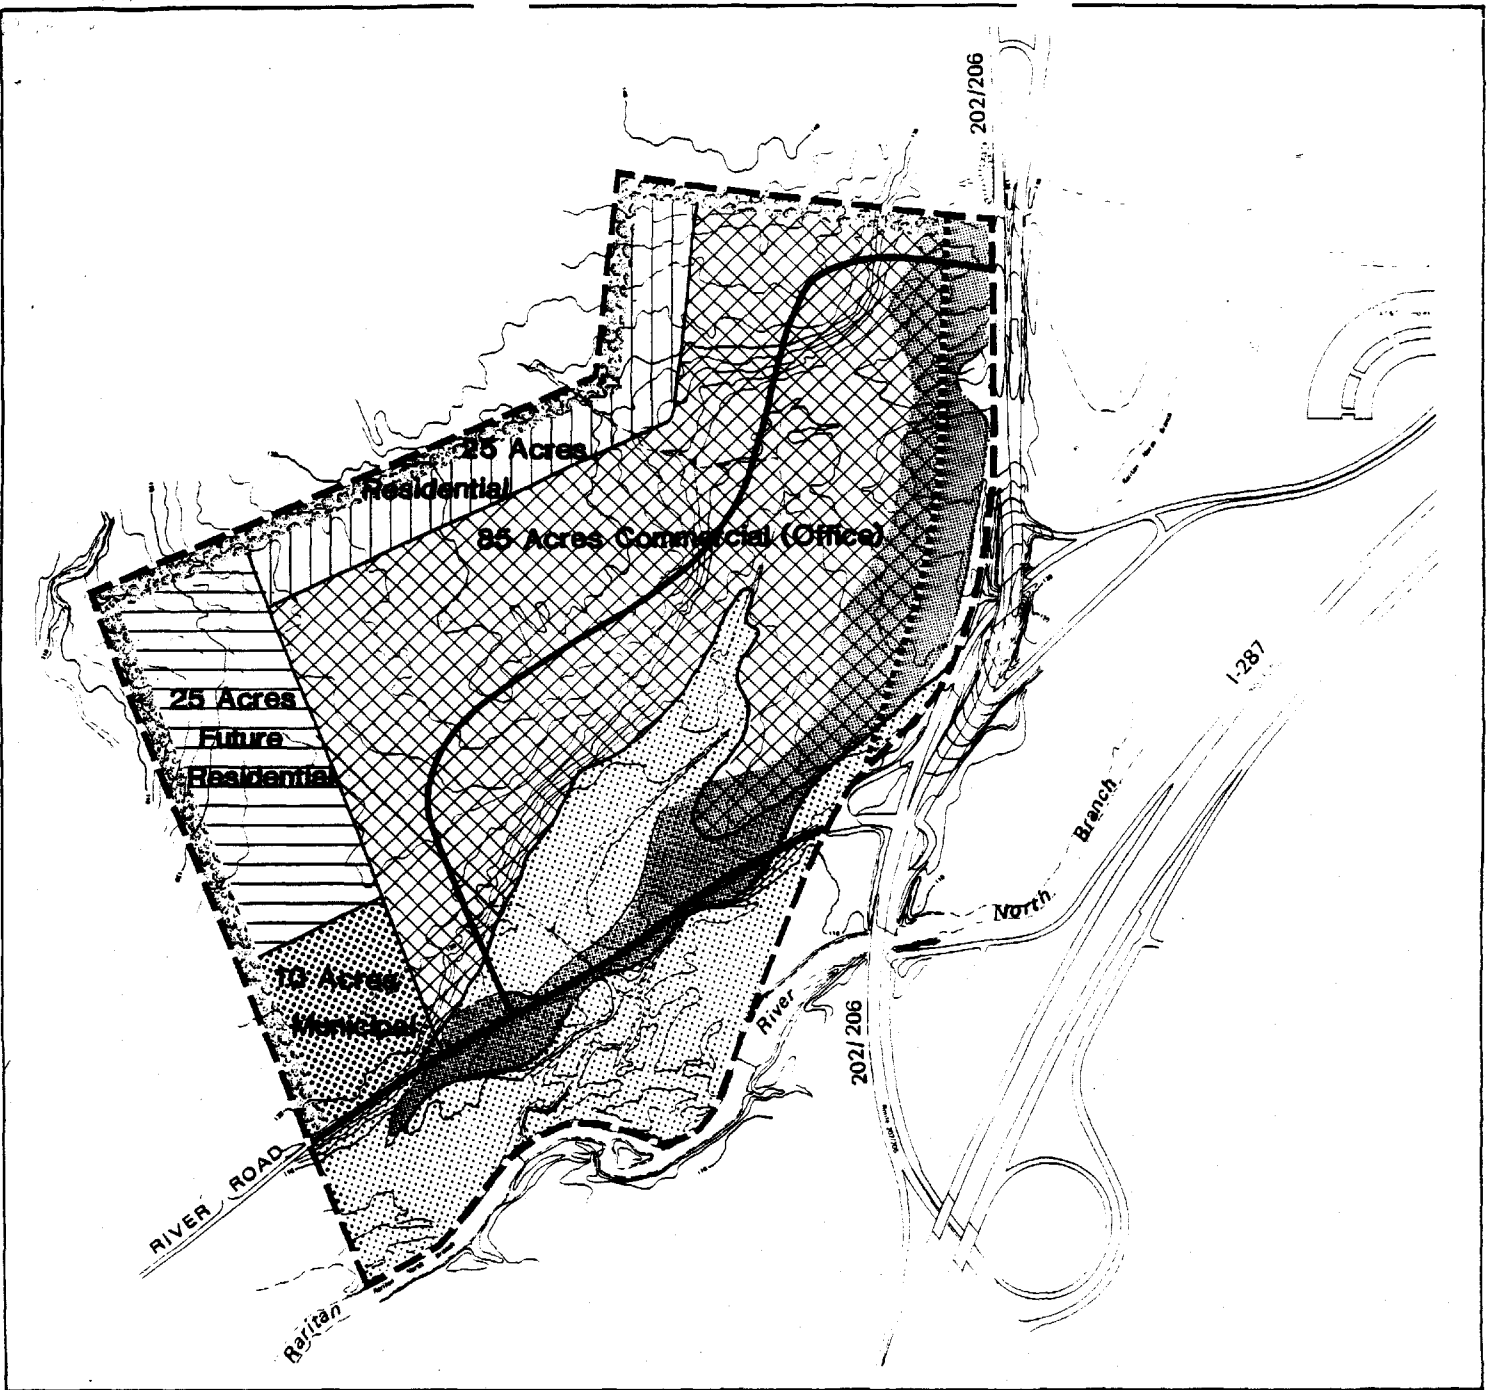 202/206
25 Acres
Residential
85 Acres Commercial (Office)
25 Acres
Future
Residential
I-287
Branch
North
10 Acres
Municipal
River
202/206
RIVER ROAD
Raritan